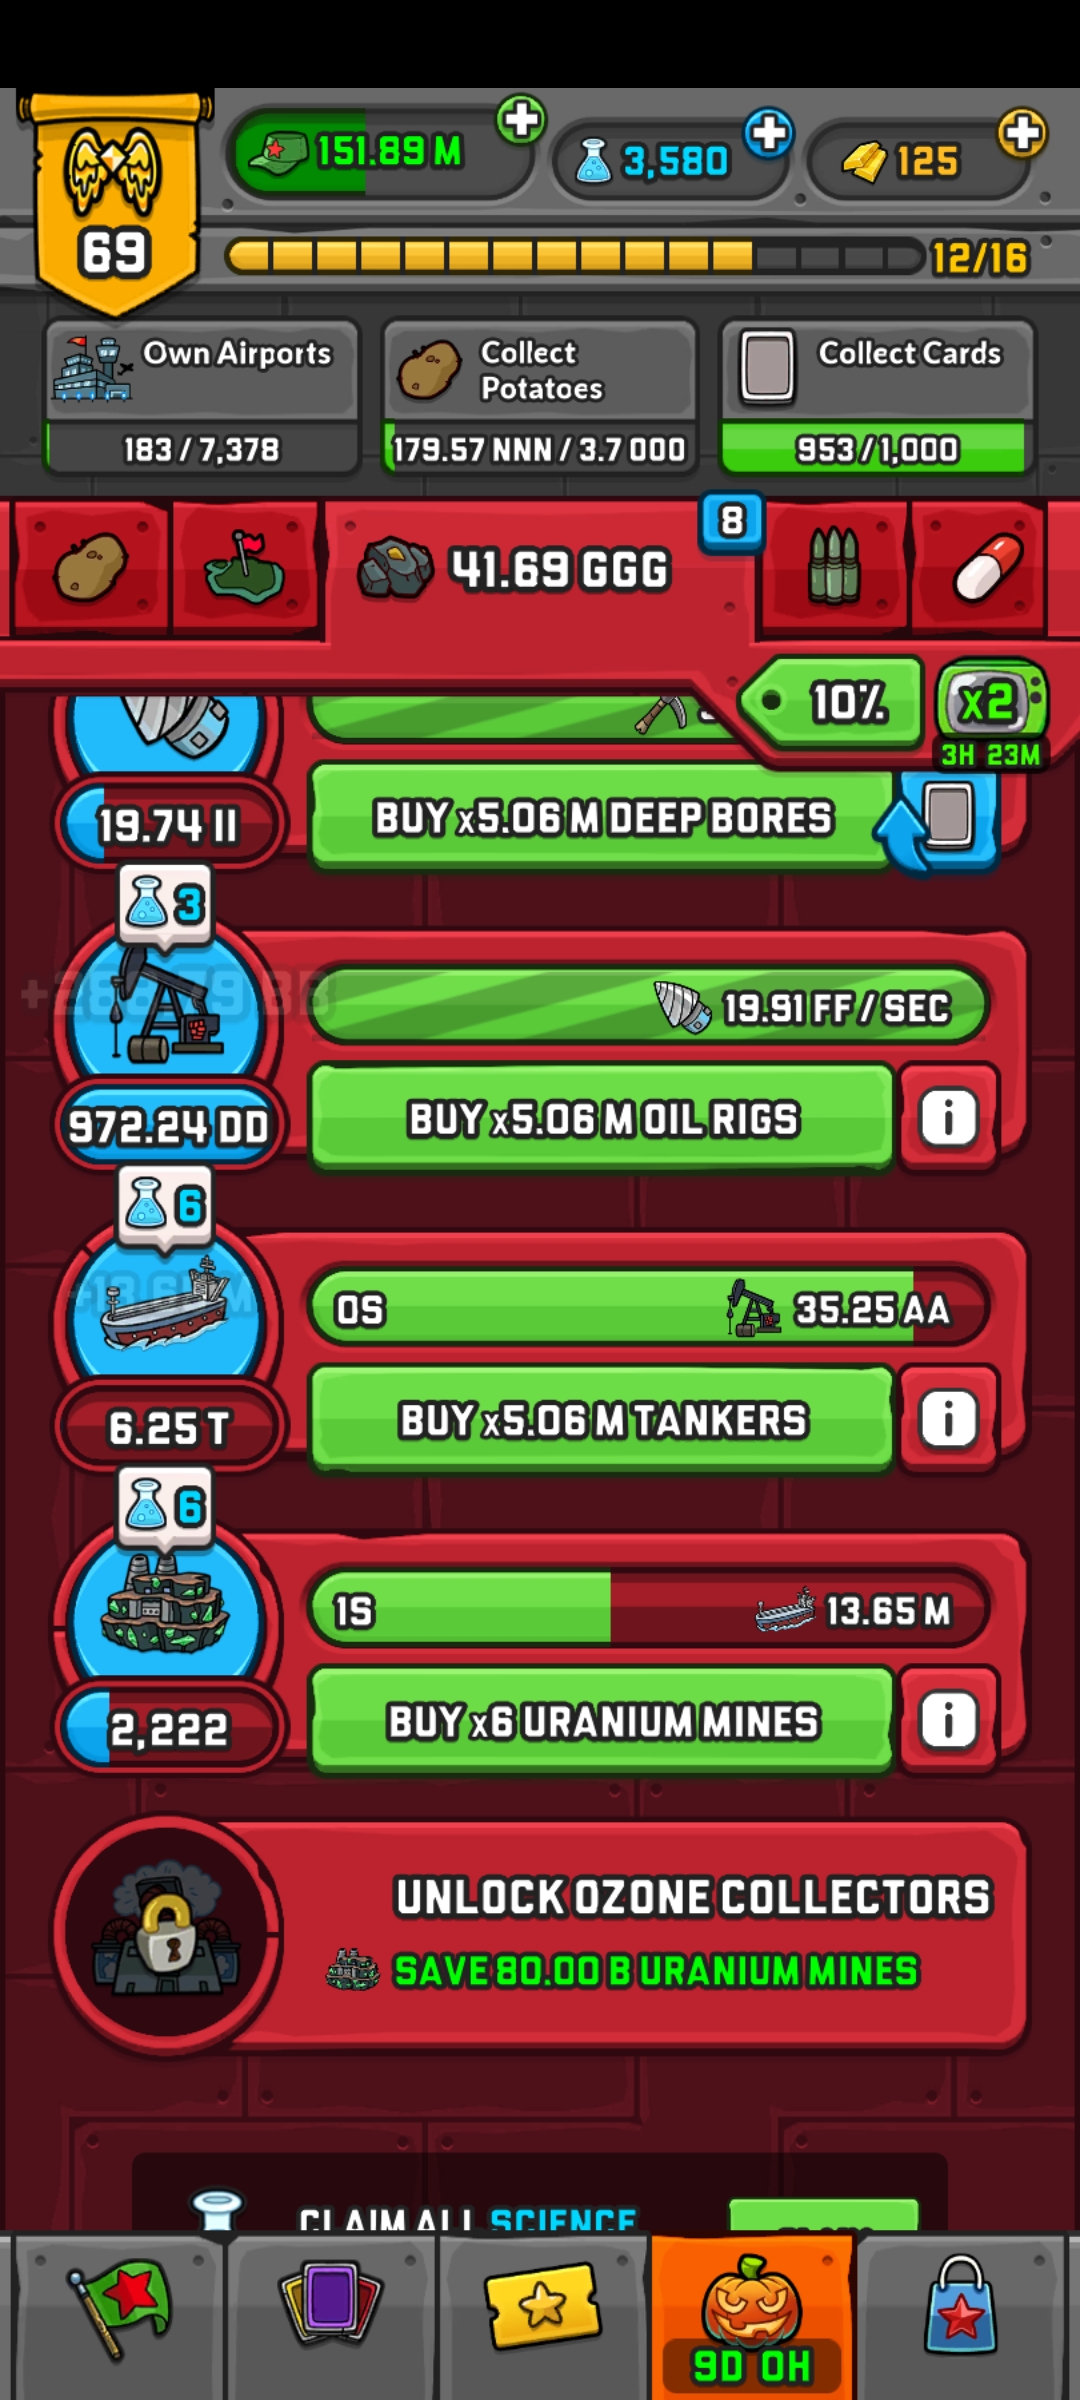 69
151.89 M
3,580
125
12/16
Own Airports
183 / 7,378
Collect
Potatoes
179.57 NNN / 3.7 OOO
Collect Cards
953 / 1,000
41.69 GGG
8
10%
x2
3H 23M
19.74 II
BUY x5.06 M DEEP BORES
3
19.91 FF / SEC
972.24 DD
BUY x5.06 M OIL RIGS
6
0S
35.25 AA
6.25 T
BUY x5.06 M TANKERS
6
1S
13.65 M
2,222
BUY x6 URANIUM MINES
UNLOCK OZONE COLLECTORS
SAVE 80.00 B URANIUM MINES
CLAIM ALL SCIENCE
9D 0H